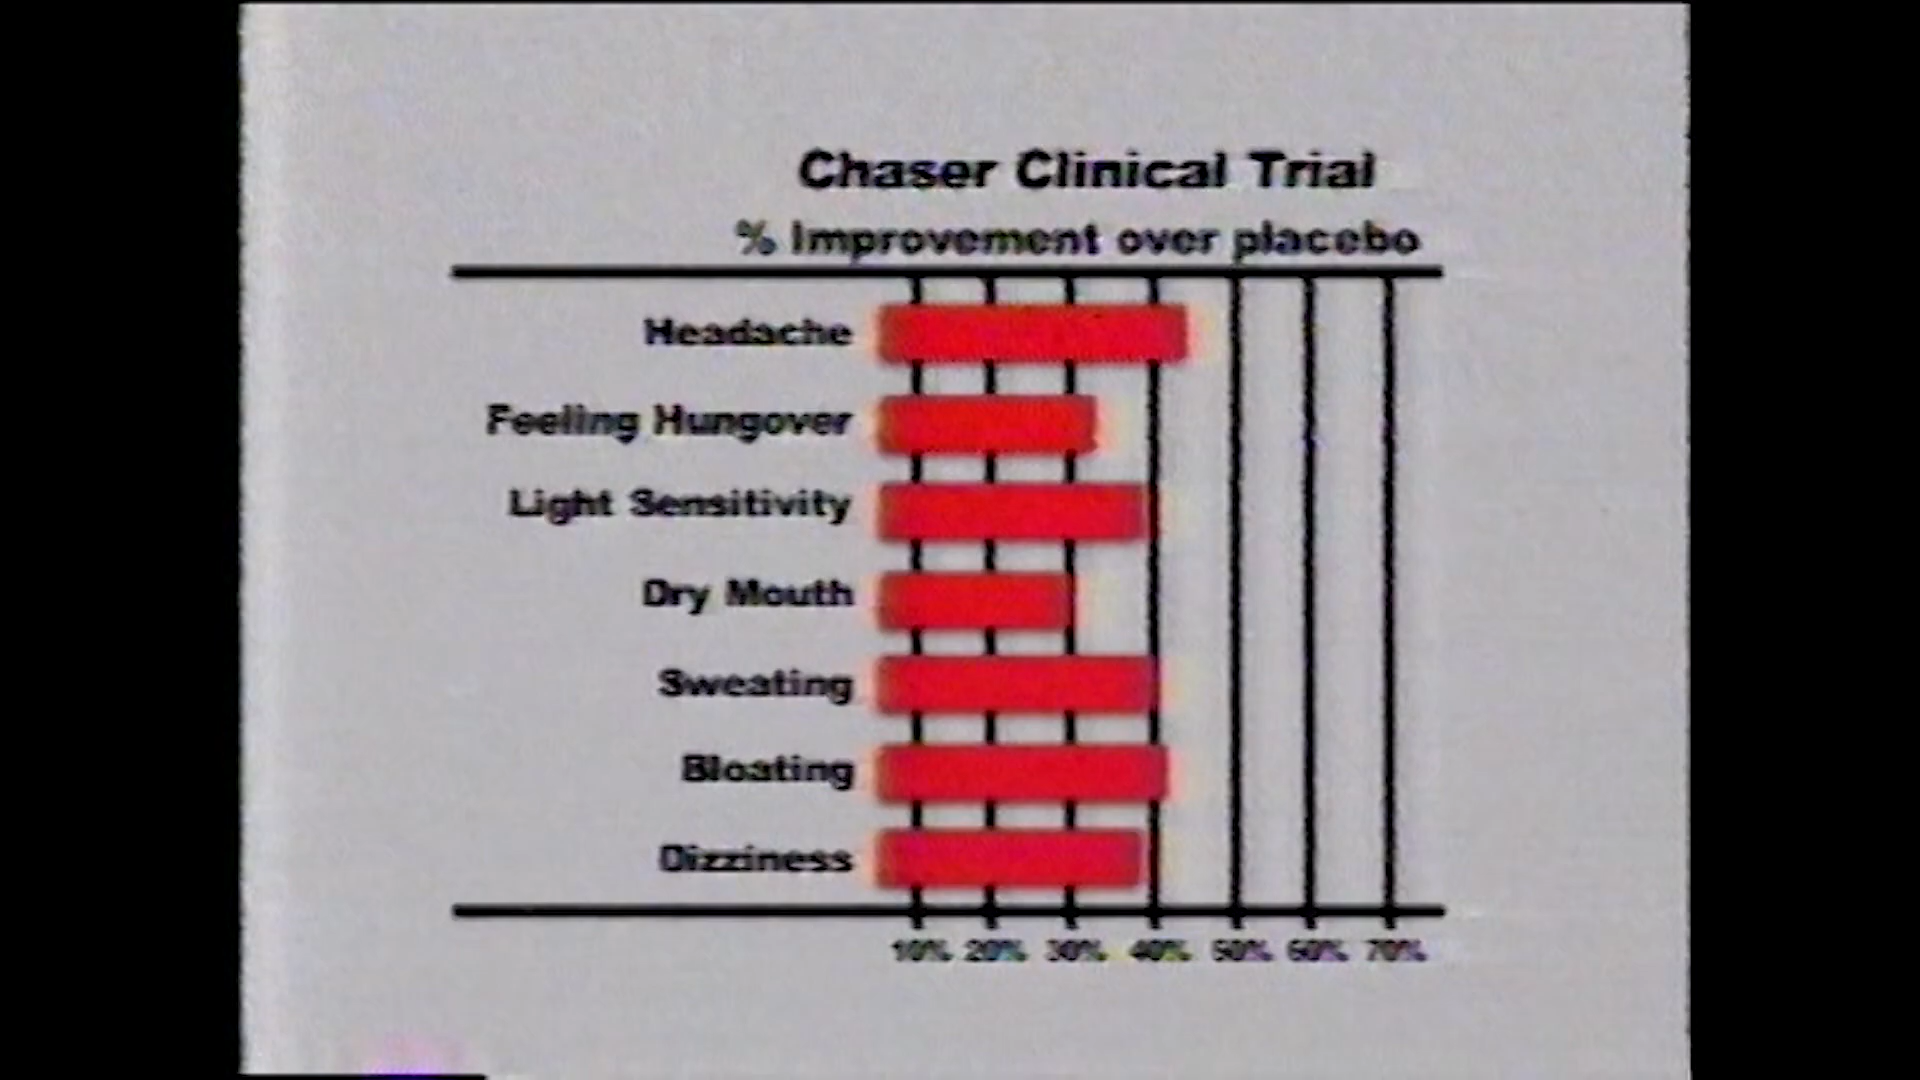 Chaser Clinical Trial
% Improvement over placebo
Headache
Feeling Hungover
Light Sensitivity
Dry Mouth
Sweating
Bloating
Dizziness
10% 20% 30% 40% 50% 60% 70%